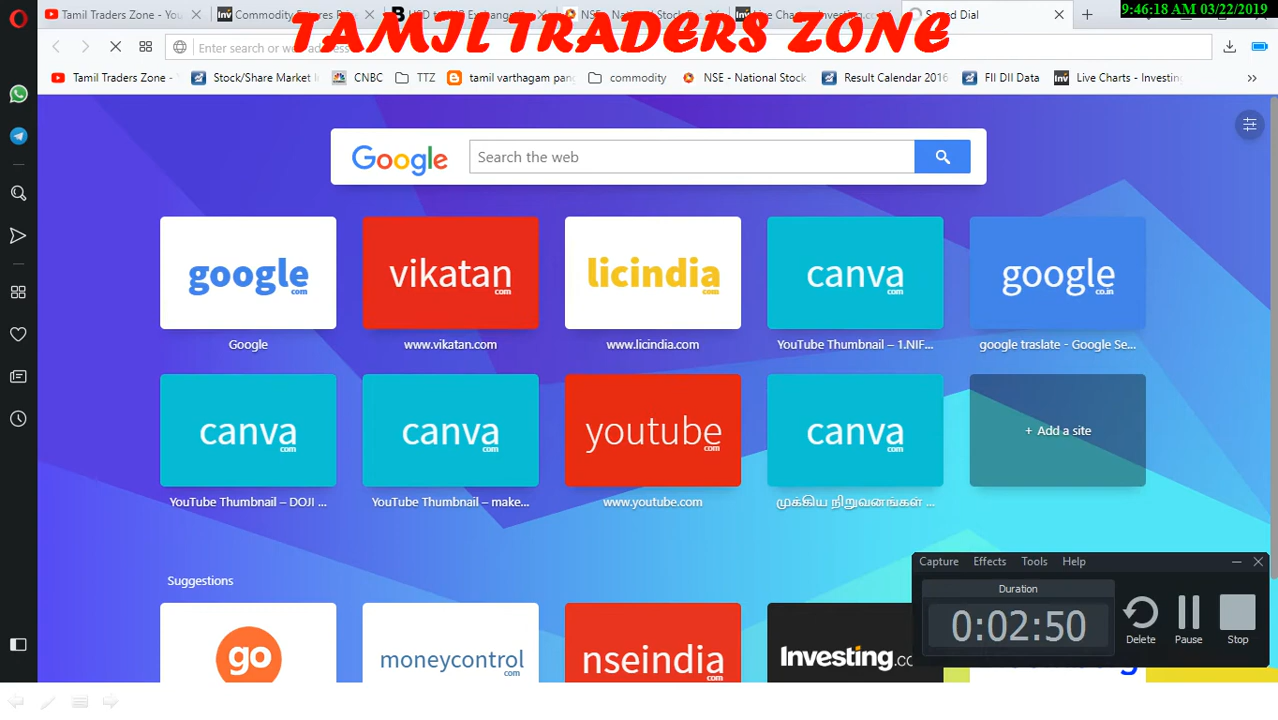 Tamil Traders Zone - You
Commodity Futures
NSE - National Stock
Speed Dial
9:46:18 AM 03/22/2019
TAMIL TRADERS ZONE
Enter search or web address
Tamil Traders Zone -
Stock/Share Market
CNBC
TTZ
tamil varthagam pang
commodity
NSE - National Stock
Result Calendar 2016
FII DII Data
Live Charts - Investing
Google
Search the web
google
com
vikatan
com
licindia
com
canva
com
google
co.in
Google
www.vikatan.com
www.licindia.com
YouTube Thumbnail – 1.NIF...
google traslate - Google Se...
canva
com
canva
com
youtube
com
canva
com
+ Add a site
YouTube Thumbnail – DOJI ...
YouTube Thumbnail – make...
www.youtube.com
முக்கிய நிறுவனங்கள் ...
Suggestions
go
moneycontrol
com
nseindia
com
Investing.co
Capture Effects Tools Help
Duration
0:02:50
Delete
Pause
Stop